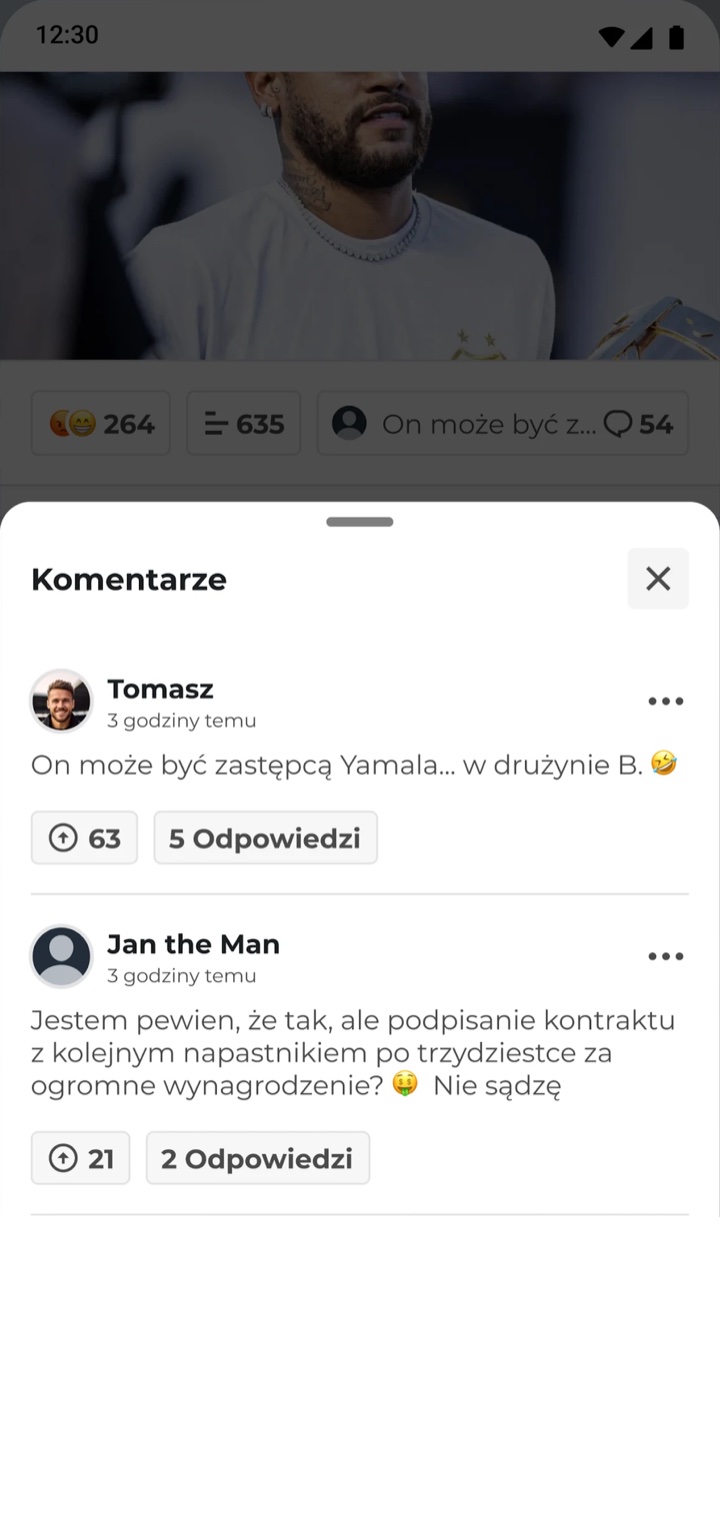 12:30
264
635
On może być z...
54
Komentarze
Tomasz
3 godziny temu
On może być zastępcą Yamala... w drużynie B. 🤣
63
5 Odpowiedzi
Jan the Man
3 godziny temu
Jestem pewien, że tak, ale podpisanie kontraktu
z kolejnym napastnikiem po trzydziestce za
ogromne wynagrodzenie? 🤑 Nie sądzę
21
2 Odpowiedzi